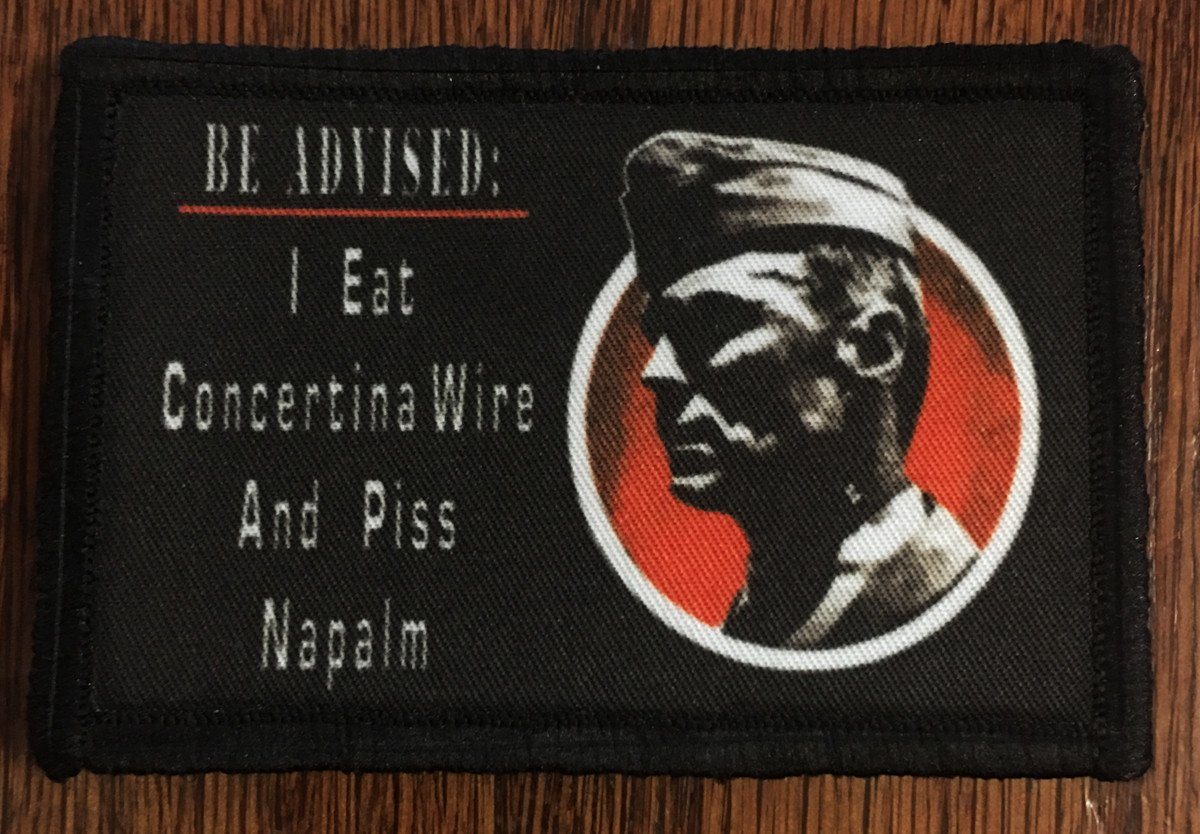 BE ADVISED:
I Eat
Concertina Wire
And Piss
Napalm